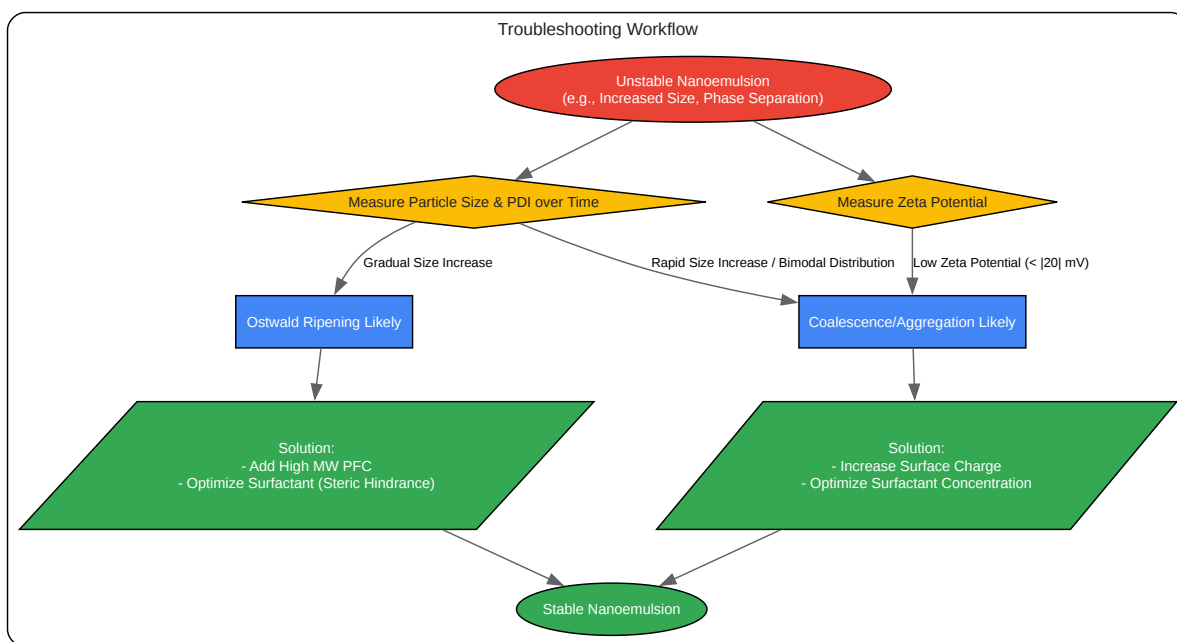 Troubleshooting Workflow
Unstable Nanoemulsion
(e.g., Increased Size, Phase Separation)
Measure Particle Size & PDI over Time
Measure Zeta Potential
Gradual Size Increase
Rapid Size Increase / Bimodal Distribution
Low Zeta Potential (< |20| mV)
Ostwald Ripening Likely
Coalescence/Aggregation Likely
Solution:
- Add High MW PFC
- Optimize Surfactant (Steric Hindrance)
Solution:
- Increase Surface Charge
- Optimize Surfactant Concentration
Stable Nanoemulsion